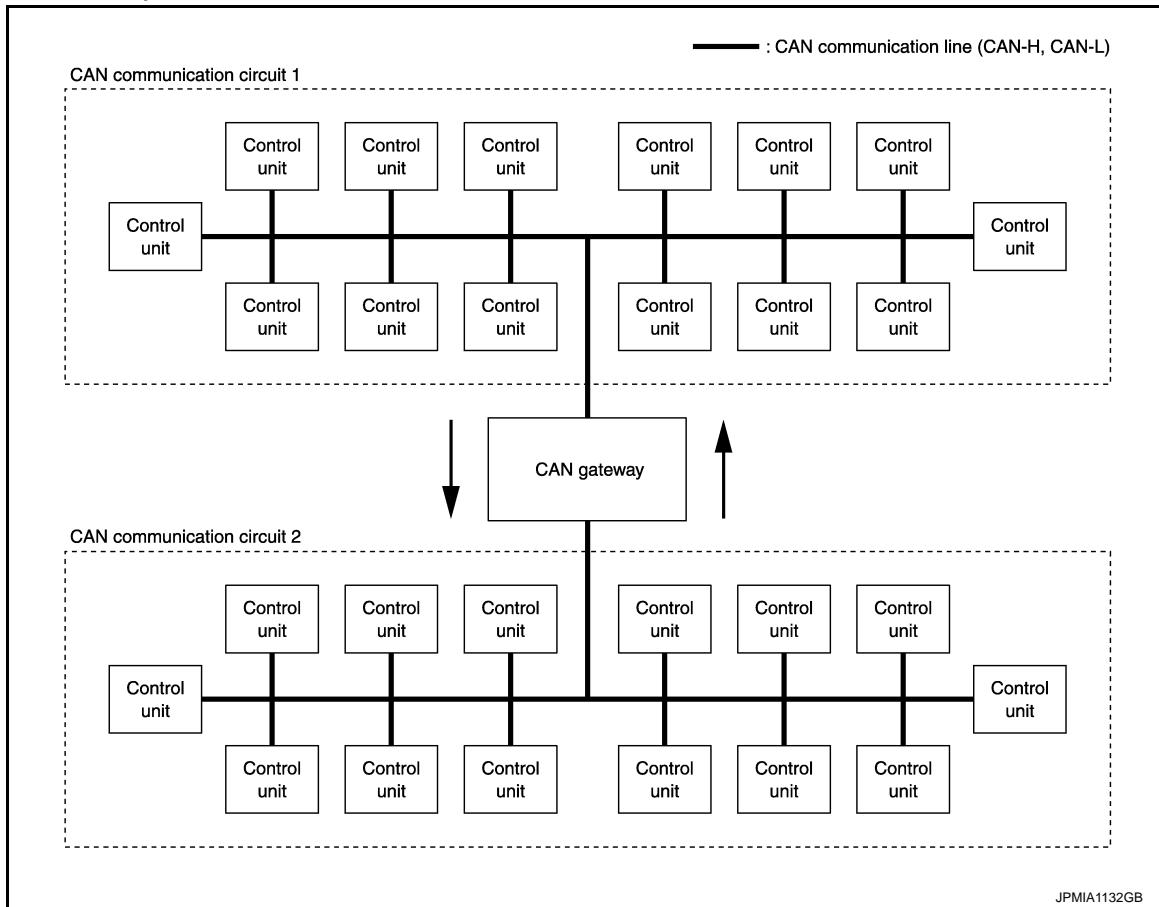 : CAN communication line (CAN-H, CAN-L)
CAN communication circuit 1
Control
unit
Control
unit
Control
unit
Control
unit
Control
unit
Control
unit
Control
unit
Control
unit
Control
unit
Control
unit
Control
unit
Control
unit
Control
unit
Control
unit
CAN gateway
CAN communication circuit 2
Control
unit
Control
unit
Control
unit
Control
unit
Control
unit
Control
unit
Control
unit
Control
unit
Control
unit
Control
unit
Control
unit
Control
unit
Control
unit
Control
unit
JPMIA1132GB